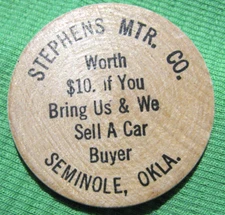 STEPHENS MTR. CO.
Worth
$10. if You
Bring Us & We
Sell A Car
Buyer
SEMINOLE, OKLA.